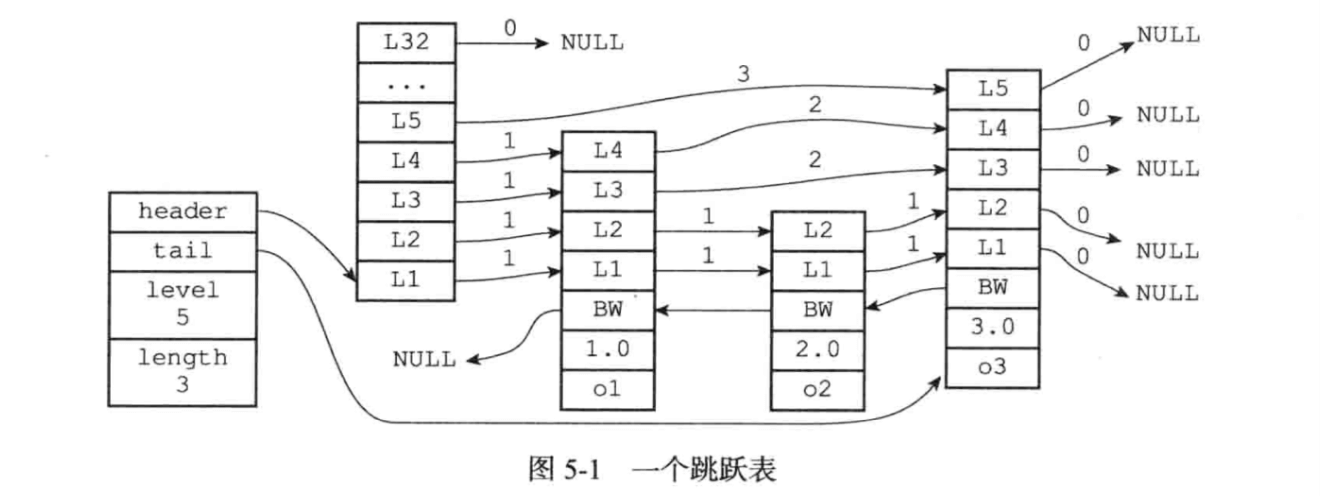 header
tail
level
5
length
3
L32
...
L5
L4
L3
L2
L1
0
NULL
3
1
1
1
1
L4
L3
L2
L1
BW
1.0
o1
NULL
2
2
1
1
L2
L1
BW
2.0
o2
1
1
L5
L4
L3
L2
L1
BW
3.0
o3
0
NULL
0
NULL
0
NULL
0
NULL
0
NULL
图 5-1 一个跳跃表